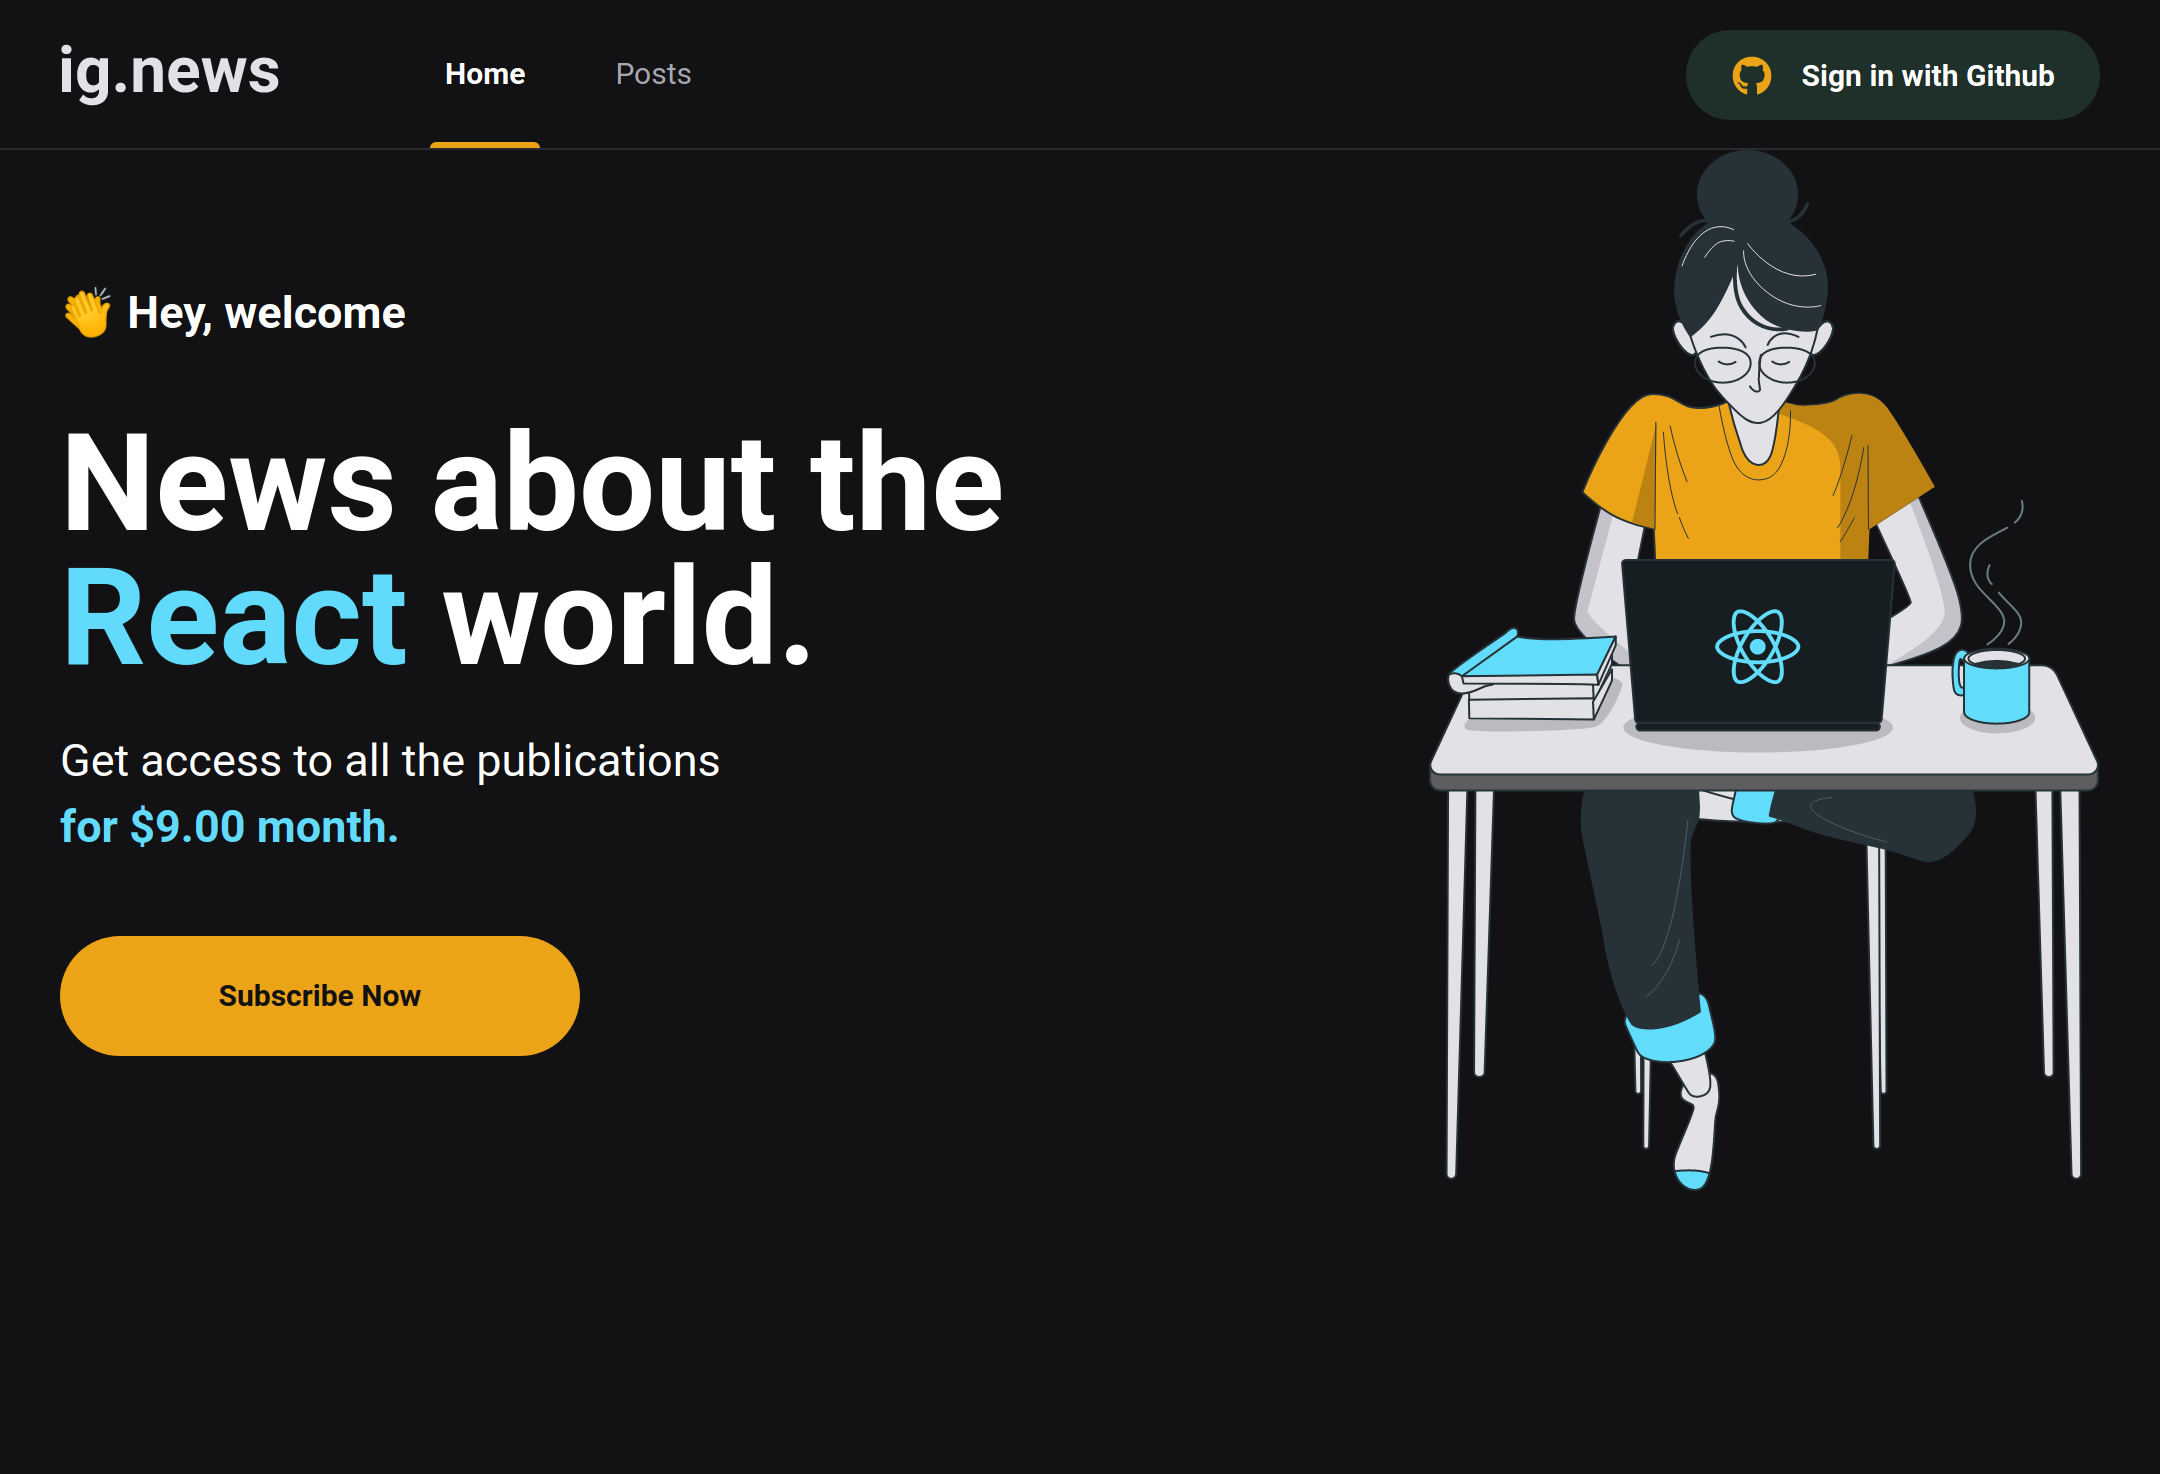 ig.news
Home
Posts
Sign in with Github
👏 Hey, welcome
News about the
React world.
Get access to all the publications
for $9.00 month.
Subscribe Now